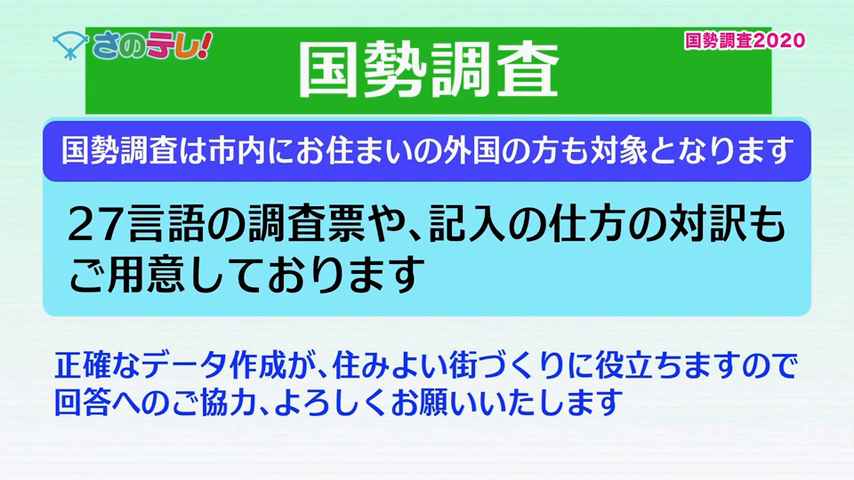 さのテレ!
国勢調査2020
国勢調査
国勢調査は市内にお住まいの外国の方も対象となります
27言語の調査票や、記入の仕方の対訳も
ご用意しております
正確なデータ作成が、住みよい街づくりに役立ちますので
回答へのご協力、よろしくお願いいたします